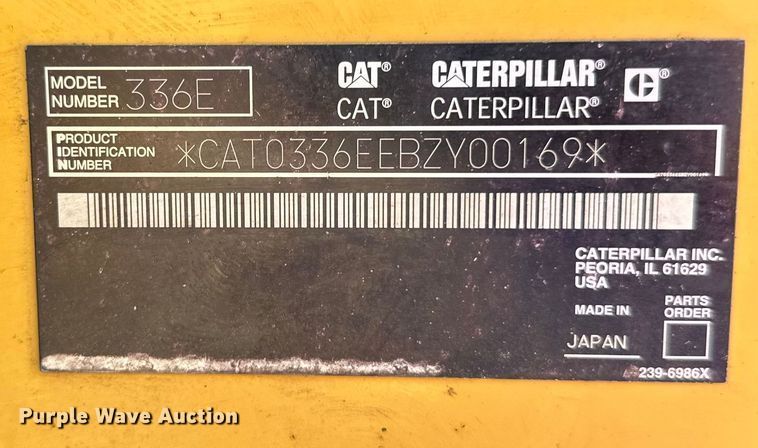 MODEL NUMBER 336E
CAT® CATERPILLAR®
CAT® CATERPILLAR®
PRODUCT IDENTIFICATION NUMBER *CAT0336EEBZY00169*
CATERPILLAR INC.
PEORIA, IL 61629
USA
MADE IN
JAPAN
PARTS ORDER
239-6986X
Purple Wave Auction